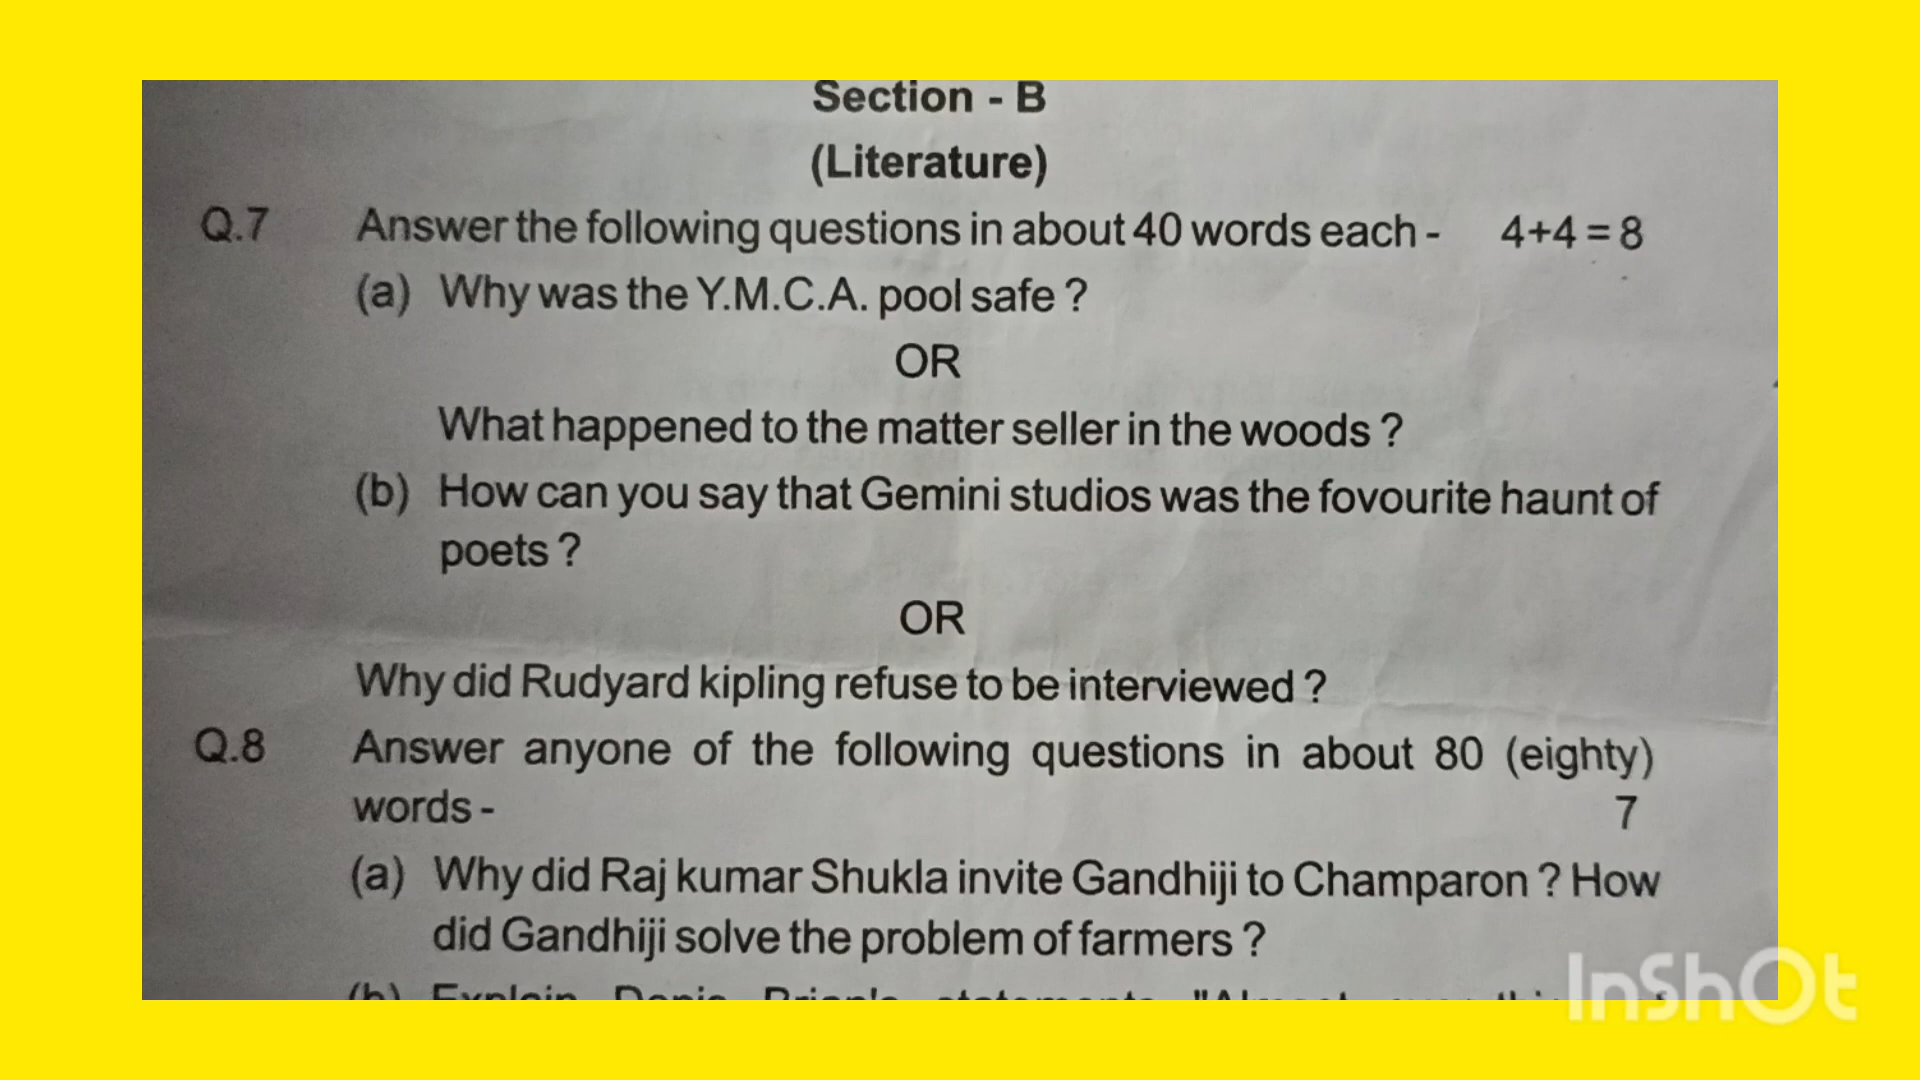 Section - B
(Literature)
Q.7 Answer the following questions in about 40 words each - 4+4 = 8
(a) Why was the Y.M.C.A. pool safe ?
OR
What happened to the matter seller in the woods ?
(b) How can you say that Gemini studios was the fovourite haunt of
poets ?
OR
Why did Rudyard kipling refuse to be interviewed ?
Q.8 Answer anyone of the following questions in about 80 (eighty)
words - 7
(a) Why did Raj kumar Shukla invite Gandhiji to Champaron ? How
did Gandhiji solve the problem of farmers ?
(b) Explain
InShOt